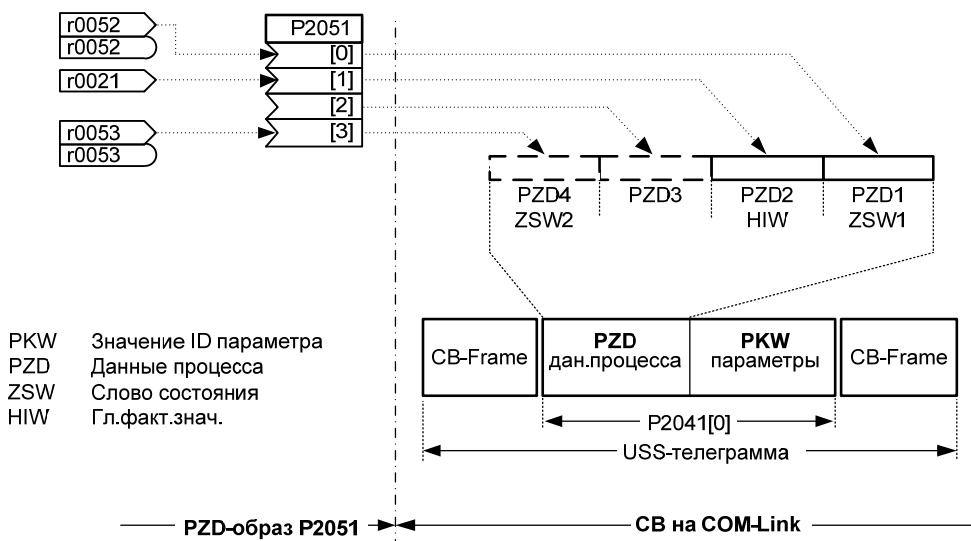 r0052
r0052
r0021
r0053
r0053
P2051
[0]
[1]
[2]
[3]
PZD4
ZSW2
PZD3
PZD2
HIW
PZD1
ZSW1
PKW Значение ID параметра
PZD Данные процесса
ZSW Слово состояния
HIW Гл.факт.знач.
CB-Frame
PZD
дан.процесса
PKW
параметры
CB-Frame
P2041[0]
USS-телеграмма
PZD-образ P2051
CB на COM-Link